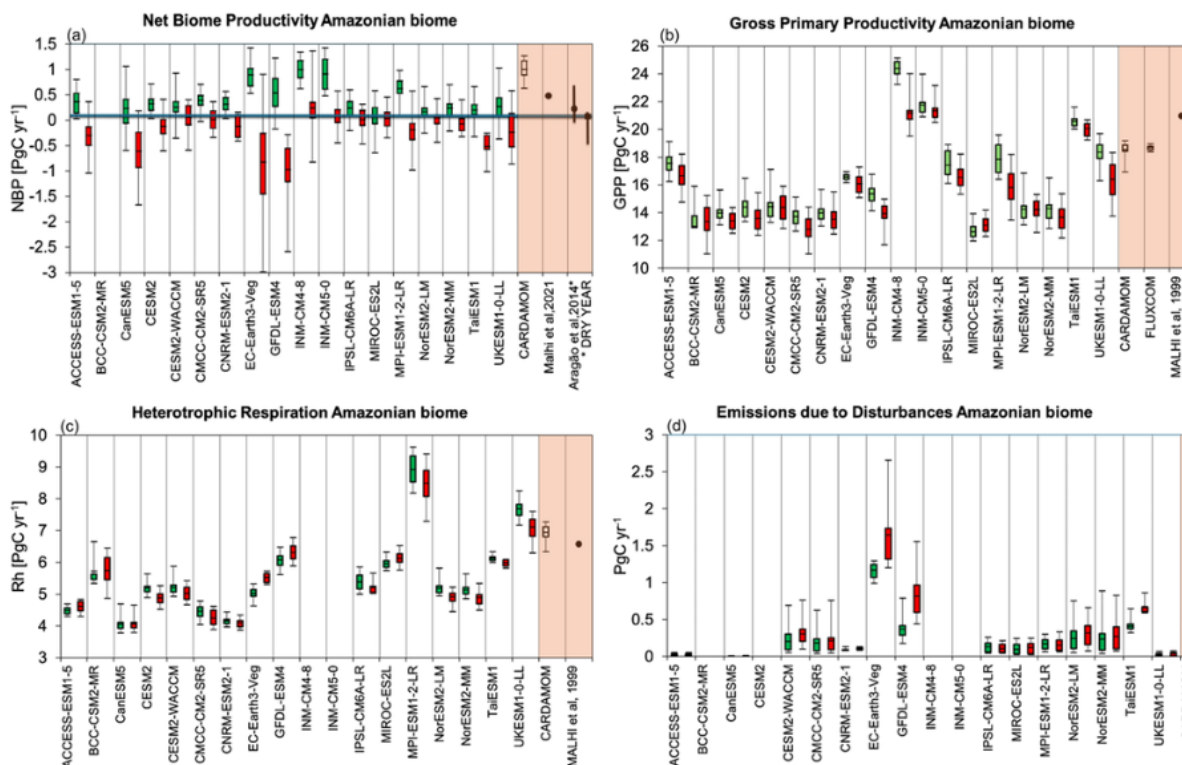 Net Biome Productivity Amazonian biome
(a)
NBP [PgC yr⁻¹]
1.5
1
0.5
0
-0.5
-1
-1.5
-2
-2.5
-3
ACCESS-ESM1-5
BCC-CSM2-MR
CanESM5
CESM2
CESM2-WACCM
CMCC-CM2-SR5
CNRM-ESM2-1
EC-Earth3-Veg
GFDL-ESM4
INM-CM4-8
INM-CM5-0
IPSL-CM6A-LR
MIROC-ES2L
MPI-ESM1-2-LR
NorESM2-LM
NorESM2-MM
TaiESM1
UKESM1-0-LL
CARDAMOM
Malhi et al,2021
Aragão et al.2014*
* DRY YEAR
Gross Primary Productivity Amazonian biome
(b)
GPP [PgC yr⁻¹]
26
24
22
20
18
16
14
12
10
ACCESS-ESM1-5
BCC-CSM2-MR
CanESM5
CESM2
CESM2-WACCM
CMCC-CM2-SR5
CNRM-ESM2-1
EC-Earth3-Veg
GFDL-ESM4
INM-CM4-8
INM-CM5-0
IPSL-CM6A-LR
MIROC-ES2L
MPI-ESM1-2-LR
NorESM2-LM
NorESM2-MM
TaiESM1
UKESM1-0-LL
CARDAMOM
FLUXCOM
MALHI et al. 1999
Heterotrophic Respiration Amazonian biome
(c)
Rh [PgC yr⁻¹]
10
9
8
7
6
5
4
3
ACCESS-ESM1-5
BCC-CSM2-MR
CanESM5
CESM2
CESM2-WACCM
CMCC-CM2-SR5
CNRM-ESM2-1
EC-Earth3-Veg
GFDL-ESM4
INM-CM4-8
INM-CM5-0
IPSL-CM6A-LR
MIROC-ES2L
MPI-ESM1-2-LR
NorESM2-LM
NorESM2-MM
TaiESM1
UKESM1-0-LL
CARDAMOM
MALHI et al, 1999
Emissions due to Disturbances Amazonian biome
(d)
PgC yr⁻¹
3
2.5
2
1.5
1
0.5
0
ACCESS-ESM1-5
BCC-CSM2-MR
CanESM5
CESM2
CESM2-WACCM
CMCC-CM2-SR5
CNRM-ESM2-1
EC-Earth3-Veg
GFDL-ESM4
INM-CM4-8
INM-CM5-0
IPSL-CM6A-LR
MIROC-ES2L
MPI-ESM1-2-LR
NorESM2-LM
NorESM2-MM
TaiESM1
UKESM1-0-LL